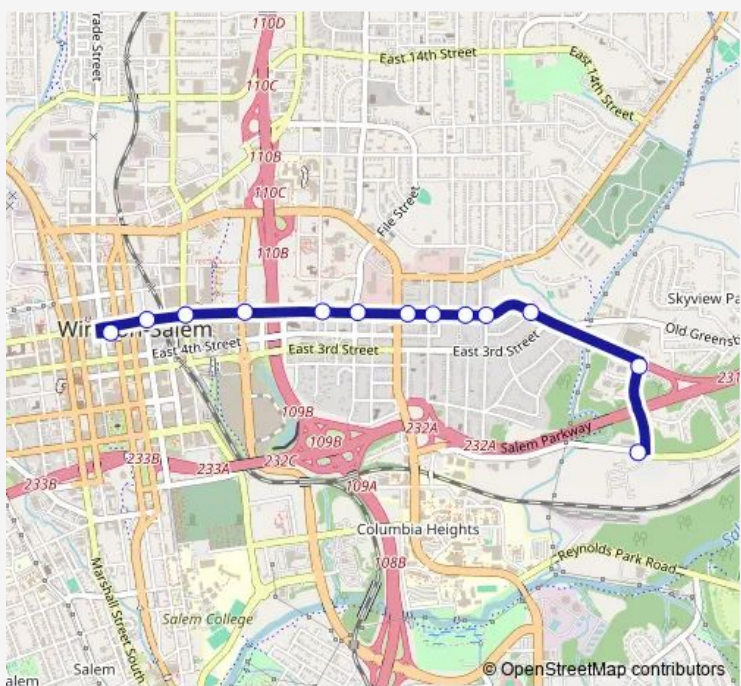 110D
Trade Street
East 14th Street
East 14th Street
110C
110B
110C
File Street
110B
Skyview Pa
Winston-Salem
Old Greensb
East 4th Street
East 3rd Street
East 3rd Street
231
109B
232A
109B
232A
Salem Parkway
233B
233A
232C
233B
109A
Columbia Heights
108B
Reynolds Park Road
Marshall Street South
Salem College
Salem
alem
© OpenStreetMap contributors